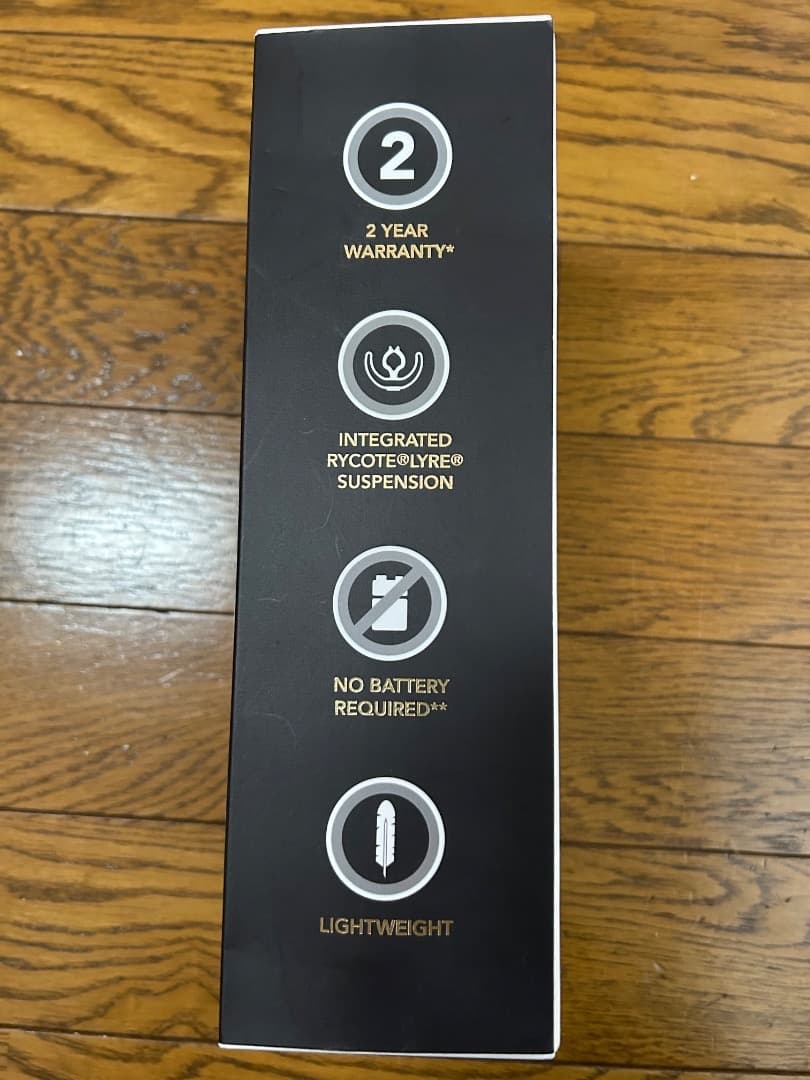 2
2 YEAR
WARRANTY*
INTEGRATED
RYCOTE®LYRE®
SUSPENSION
NO BATTERY
REQUIRED**
LIGHTWEIGHT